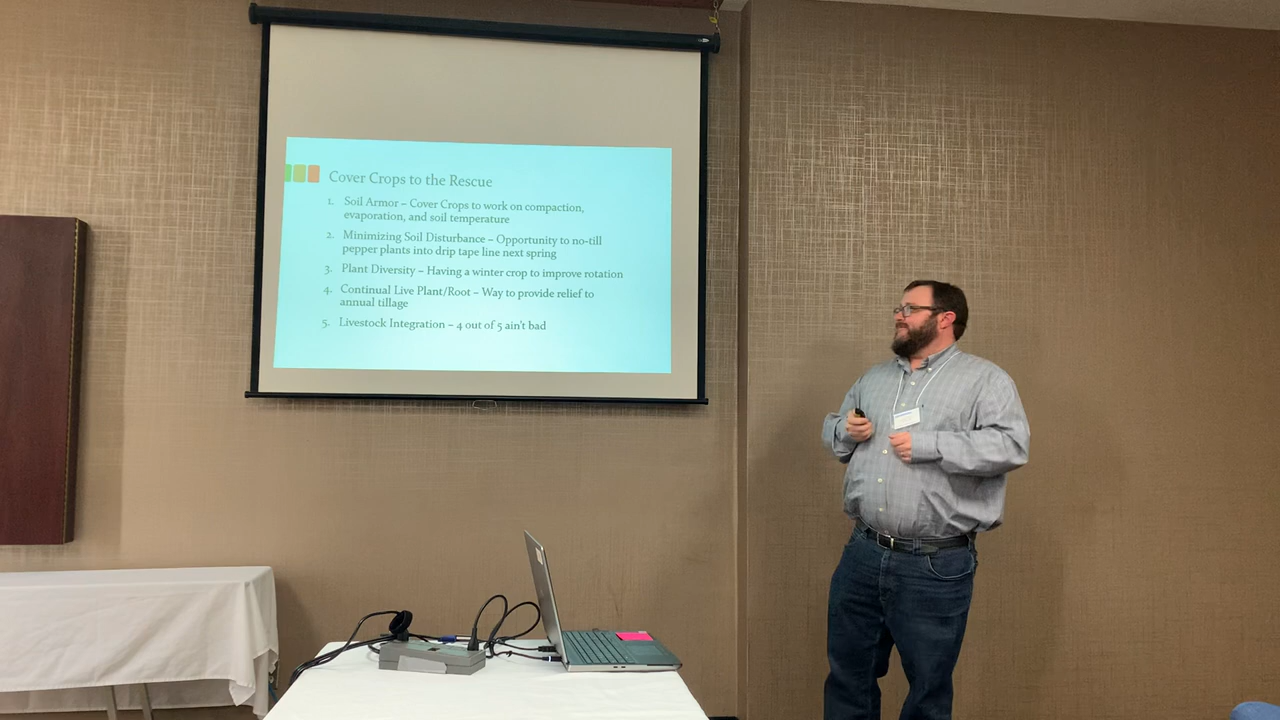 Cover Crops to the Rescue
1. Soil Armor – Cover Crops to work on compaction,
evaporation, and soil temperature
2. Minimizing Soil Disturbance – Opportunity to no-till
pepper plants into drip tape line next spring
3. Plant Diversity – Having a winter crop to improve rotation
4. Continual Live Plant/Root – Way to provide relief to
annual tillage
5. Livestock Integration – 4 out of 5 ain't bad